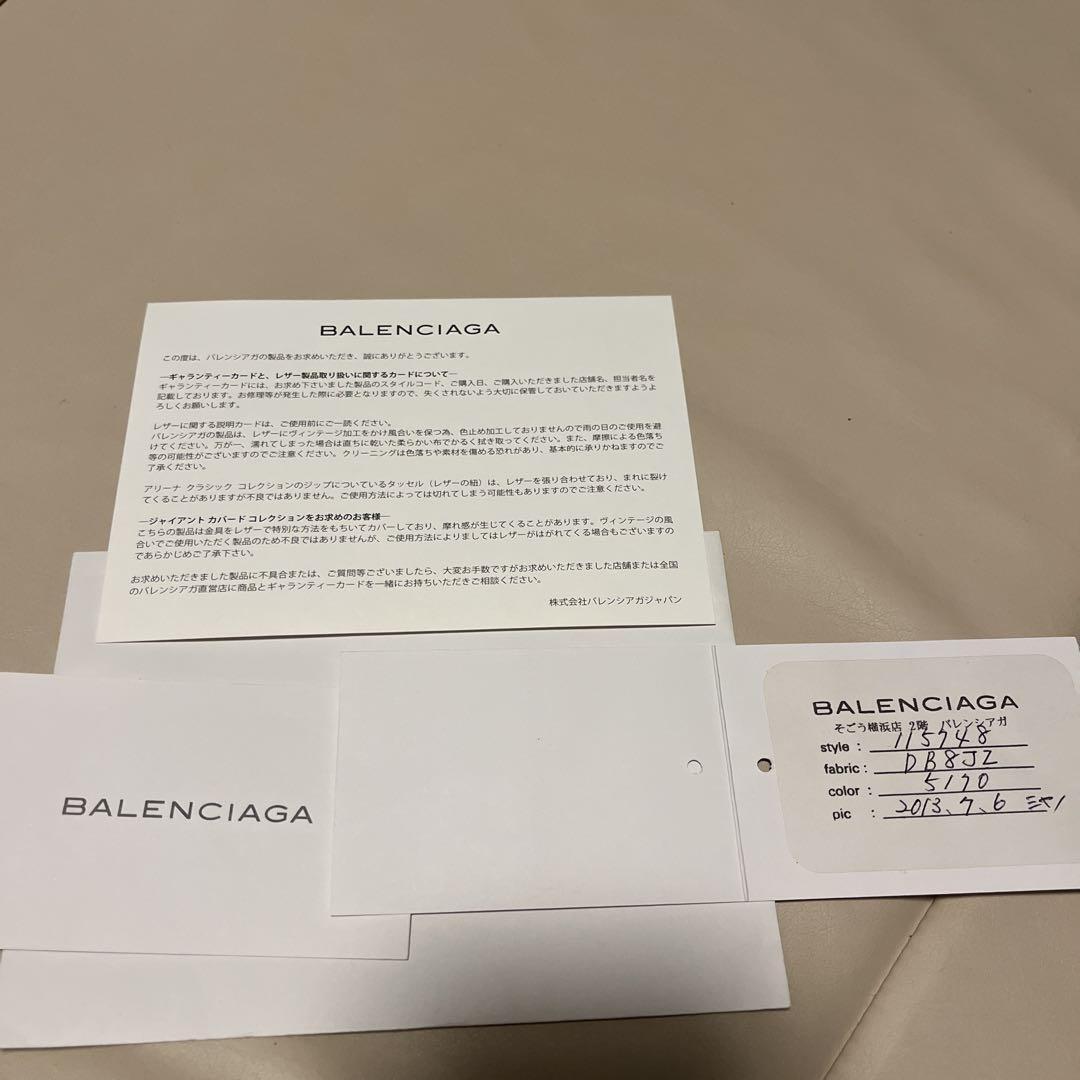 BALENCIAGA
この度は、バレンシアガの製品をお求めいただき、誠にありがとうございます。
―ギャランティーカードと、レザー製品取り扱いに関するカードについて―
ギャランティーカードには、お求め下さいました製品のスタイルコード、ご購入日、ご購入いただきました店舗名、担当者名を
記載しております。お修理等が発生した際に必要となりますので、失くされないよう大切に保管しておいていただきますようよ
ろしくお願いします。
レザーに関する説明カードは、ご使用前にご一読ください。
バレンシアガの製品は、レザーにヴィンテージ加工をかけ風合いを保つ為、色止め加工しておりませんので雨の日のご使用を避
けてください。万が一、濡れてしまった場合は直ちに乾いた柔らかい布でかるく拭き取ってください。また、摩擦による色落ち
等の可能性がございますのでご注意ください。クリーニングは色落ちや素材を傷める恐れがあり、基本的に承りかねますのでご
了承ください。
アリーナ クラシック コレクションのジップについているタッセル（レザーの紐）は、レザーを張り合わせており、まれに裂け
てくることがありますが不良ではありません。ご使用方法によっては切れてしまう可能性もありますのでご注意ください。
―ジャイアント カバード コレクションをお求めのお客様―
こちらの製品は金具をレザーで特別な方法をもちいてカバーしており、摩れ感が生じてくることがあります。ヴィンテージの風
合いでご使用いただく製品のため不良ではありませんが、ご使用方法によりましてはレザーがはがれてくる場合もございますの
であらかじめご了承下さい。
お求めいただきました製品に不具合または、ご質問等ございましたら、大変お手数ですがお求めいただきました店舗または全国
のバレンシアガ直営店に商品とギャランティーカードを一緒にお持ちいただきご相談ください。
株式会社バレンシアガジャパン
BALENCIAGA
BALENCIAGA
そごう横浜店 2階 バレンシアガ
style : 115748
fabric : DB8JZ
color : 5170
pic : 2013、7、6 ミヤノ